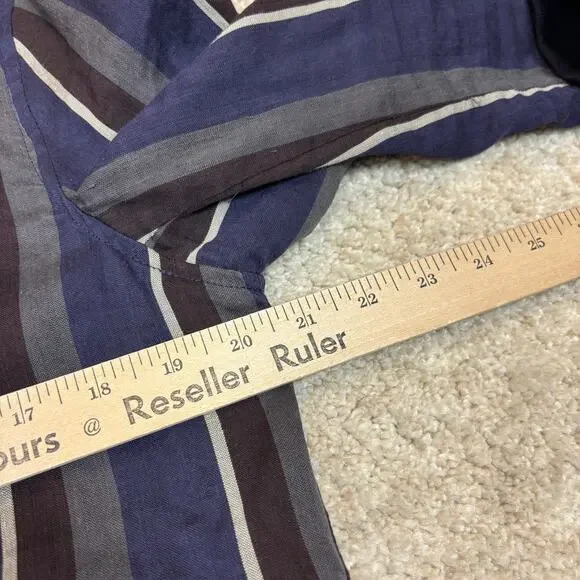 17 18 19 20 21 22 23 24 25
ours @ Reseller Ruler